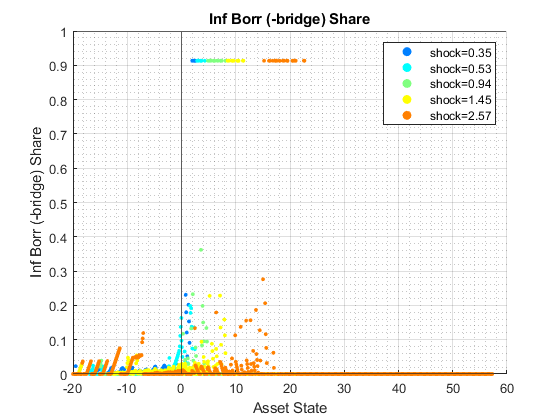 Inf Borr (-bridge) Share
1
0.9
0.8
0.7
0.6
0.5
0.4
0.3
0.2
0.1
0
Inf Borr (-bridge) Share
shock=0.35
shock=0.53
shock=0.94
shock=1.45
shock=2.57
-20 -10 0 10 20 30 40 50 60
Asset State